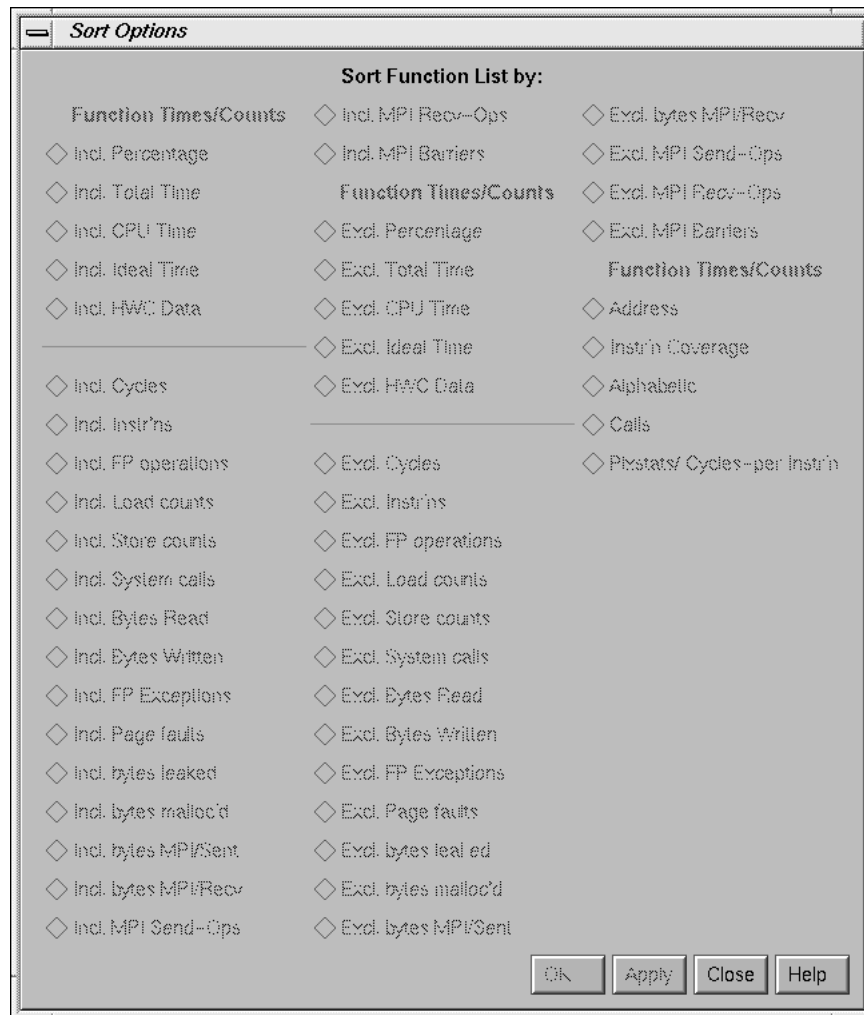 Sort Options
Sort Function List by:
Function Times/Counts
Incl. Percentage
Incl. Total Time
Incl. CPU Time
Incl. Ideal Time
Incl. HWC Data
Incl. Cycles
Incl. Instr'ns
Incl. FP operations
Incl. Load counts
Incl. Store counts
Incl. System calls
Incl. Bytes Read
Incl. Bytes Written
Incl. FP Exceptions
Incl. Page faults
Incl. bytes leaked
Incl. bytes malloc'd
Incl. bytes MPI/Sent
Incl. bytes MPI/Recv
Incl. MPI Send-Ops
Incl. MPI Recv-Ops
Incl. MPI Barriers
Function Times/Counts
Excl. Percentage
Excl. Total Time
Excl. CPU Time
Excl. Ideal Time
Excl. HWC Data
Excl. Cycles
Excl. Instr'ns
Excl. FP operations
Excl. Load counts
Excl. Store counts
Excl. System calls
Excl. Bytes Read
Excl. Bytes Written
Excl. FP Exceptions
Excl. Page faults
Excl. bytes leaked
Excl. bytes malloc'd
Excl. bytes MPI/Sent
Excl. bytes MPI/Recv
Excl. MPI Send-Ops
Excl. MPI Recv-Ops
Excl. MPI Barriers
Function Times/Counts
Address
Instr'n Coverage
Alphabetic
Calls
Pixstats/ Cycles-per Instr'n
OK
Apply
Close
Help